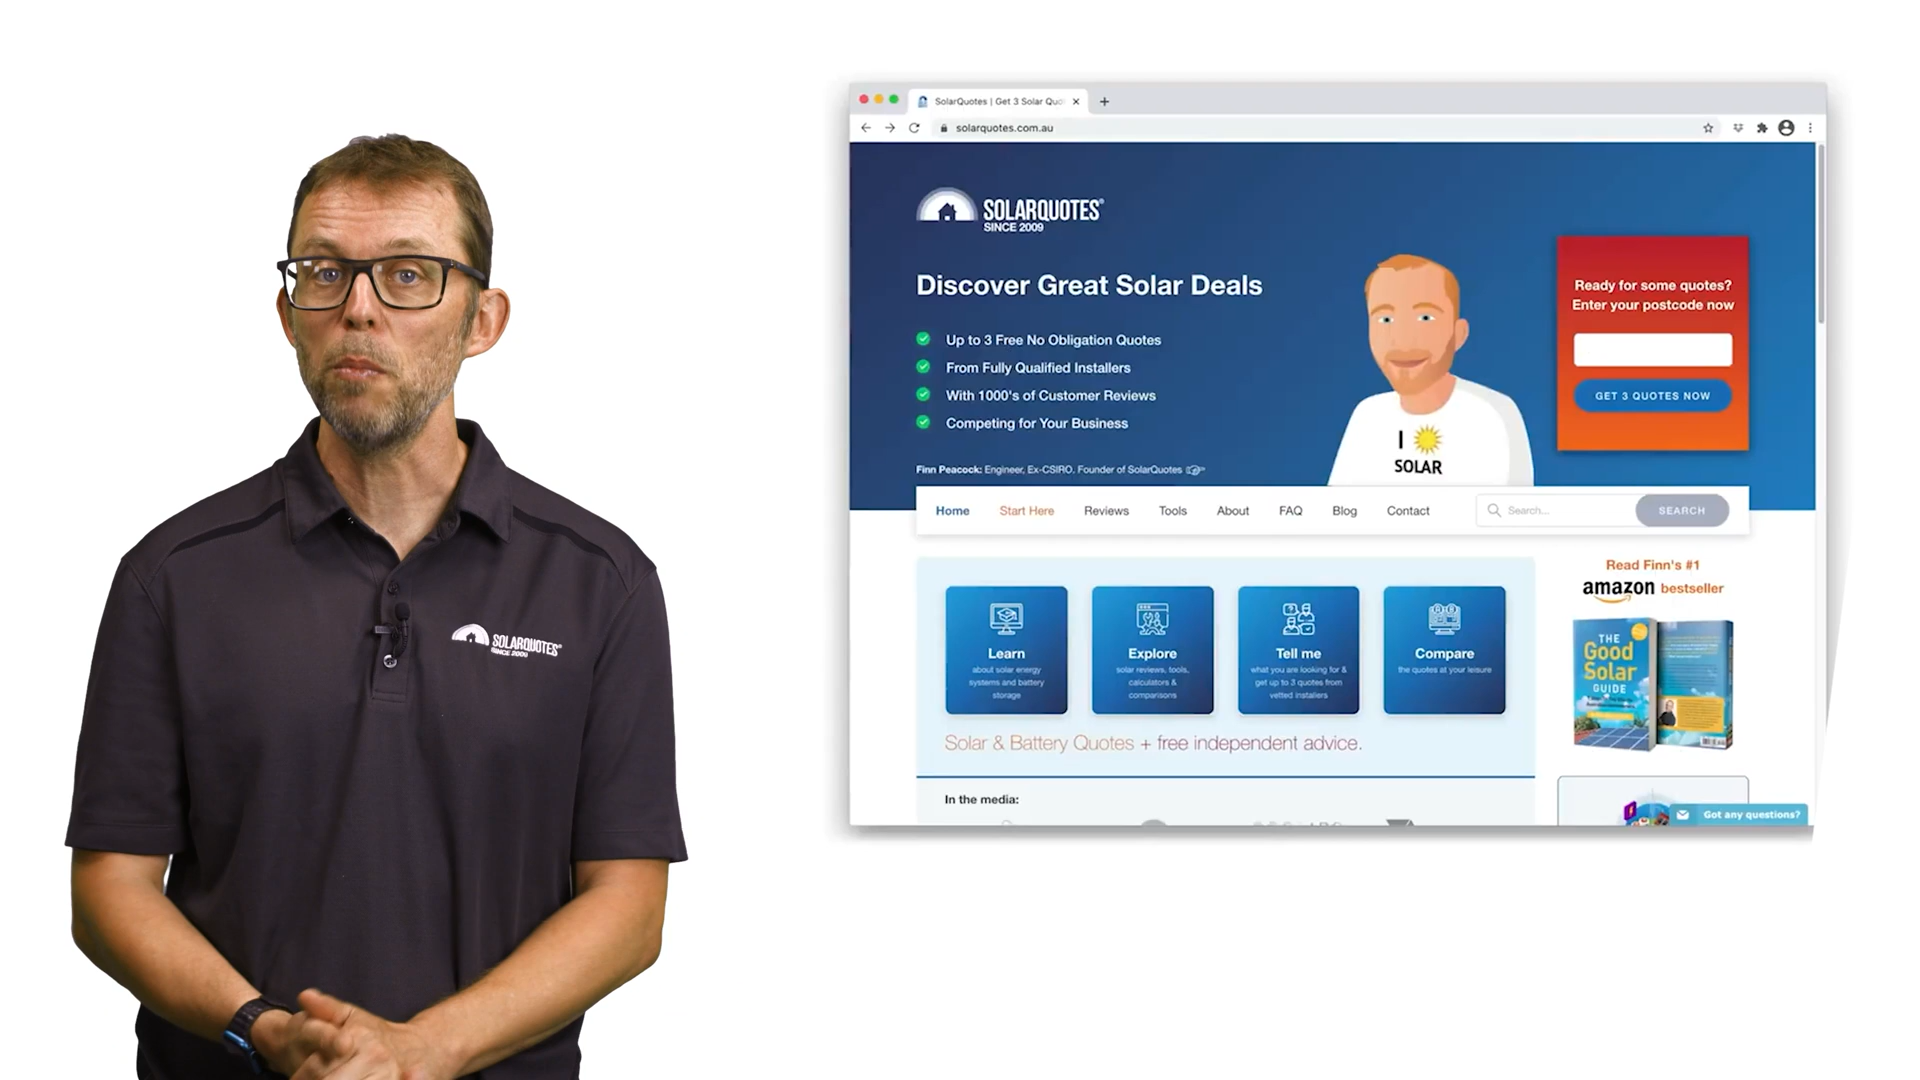 SOLARQUOTES®
SINCE 2009
SolarQuotes | Get 3 Solar Quo
solarquotes.com.au
SOLARQUOTES®
SINCE 2009
Discover Great Solar Deals
Up to 3 Free No Obligation Quotes
From Fully Qualified Installers
With 1000's of Customer Reviews
Competing for Your Business
Finn Peacock: Engineer, Ex-CSIRO. Founder of SolarQuotes
I
SOLAR
Ready for some quotes?
Enter your postcode now
GET 3 QUOTES NOW
Home Start Here Reviews Tools About FAQ Blog Contact
Search...
SEARCH
Learn
about solar energy
systems and battery
storage
Explore
solar reviews, tools,
calculators &
comparisons
Tell me
what you are looking for &
get up to 3 quotes from
vetted installers
Compare
the quotes at your leisure
Solar & Battery Quotes + free independent advice.
In the media:
Read Finn's #1
amazon bestseller
THE
Good
Solar
GUIDE
Got any questions?